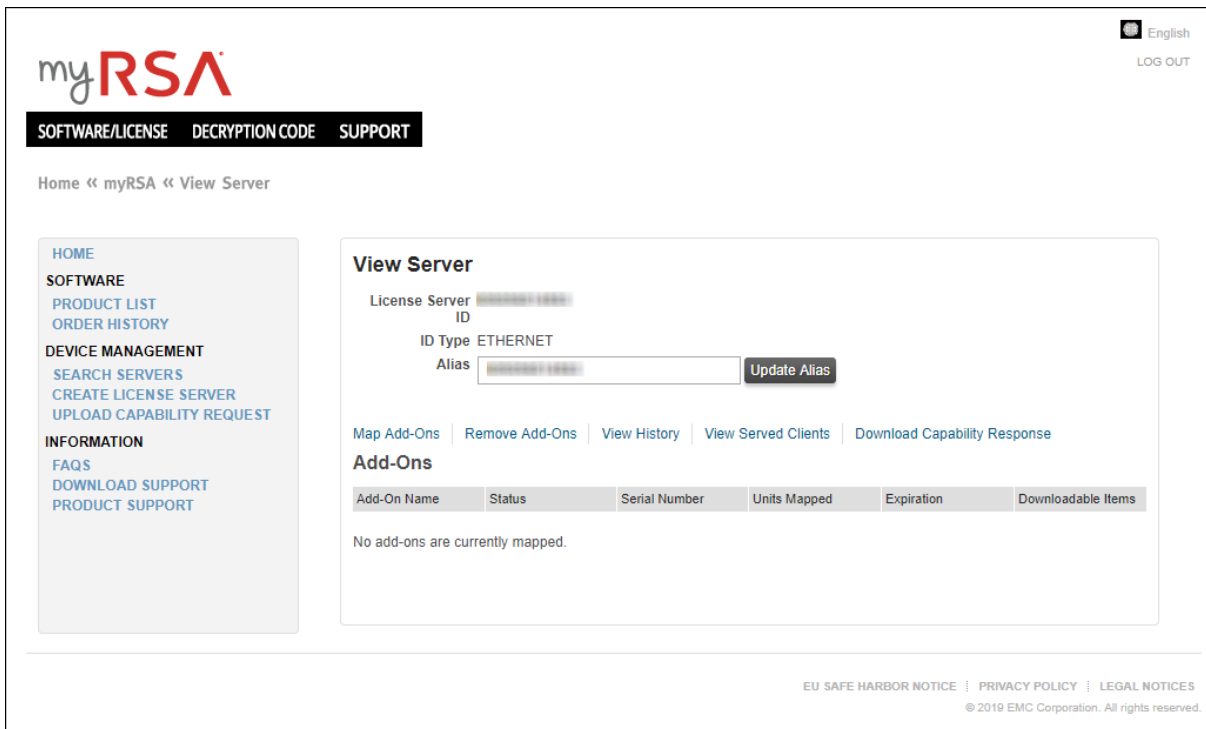 English
LOG OUT
myRSA
SOFTWARE/LICENSE DECRYPTION CODE SUPPORT
Home « myRSA « View Server
HOME
SOFTWARE
PRODUCT LIST
ORDER HISTORY
DEVICE MANAGEMENT
SEARCH SERVERS
CREATE LICENSE SERVER
UPLOAD CAPABILITY REQUEST
INFORMATION
FAQS
DOWNLOAD SUPPORT
PRODUCT SUPPORT
View Server
License Server
ID
ID Type ETHERNET
Alias Update Alias
Map Add-Ons Remove Add-Ons View History View Served Clients Download Capability Response
Add-Ons
Add-On Name Status Serial Number Units Mapped Expiration Downloadable Items
No add-ons are currently mapped.
EU SAFE HARBOR NOTICE PRIVACY POLICY LEGAL NOTICES
© 2019 EMC Corporation. All rights reserved.